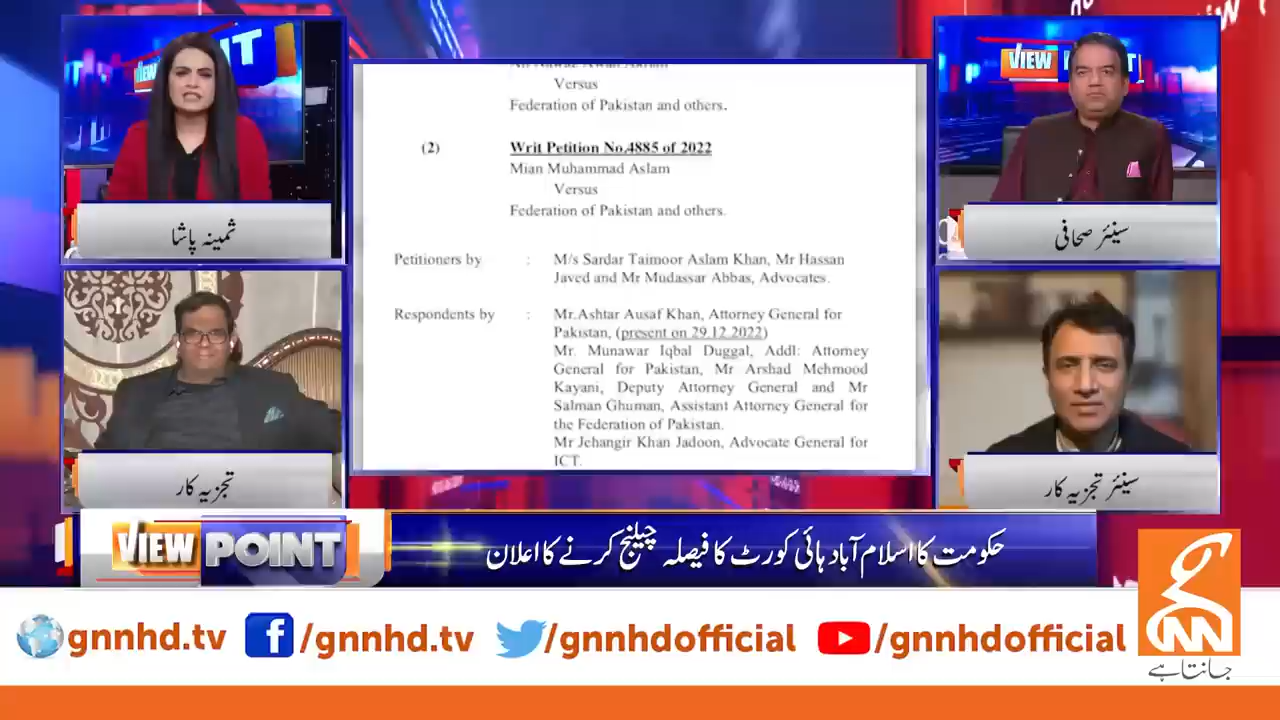 VIEW POINT
VIEW POINT
ثمینہ پاشا
سینئر صحافی
تجزیہ کار
سینئر تجزیہ کار
Versus
Federation of Pakistan and others.
(2) Writ Petition No.4885 of 2022
Mian Muhammad Aslam
Versus
Federation of Pakistan and others.
Petitioners by : M/s Sardar Taimoor Aslam Khan, Mr Hassan
Javed and Mr Mudassar Abbas, Advocates.
Respondents by : Mr.Ashtar Ausaf Khan, Attorney General for
Pakistan, (present on 29.12.2022)
Mr. Munawar Iqbal Duggal, Addl: Attorney
General for Pakistan, Mr Arshad Mehmood
Kayani, Deputy Attorney General and Mr
Salman Ghuman, Assistant Attorney General for
the Federation of Pakistan.
Mr Jehangir Khan Jadoon, Advocate General for
ICT.
VIEW POINT
حکومت کا اسلام آباد ہائی کورٹ کا فیصلہ چیلنج کرنے کا اعلان
gnnhd.tv /gnnhd.tv /gnnhdofficial /gnnhdofficial
GNN
جانتا ہے